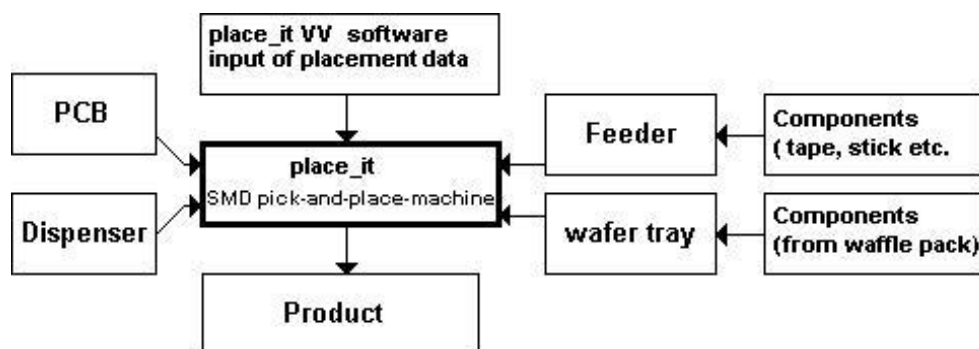 place_it VV software
input of placement data
PCB
Feeder
Components
( tape, stick etc.
place_it
SMD pick-and-place-machine
Dispenser
wafer tray
Components
(from waffle pack)
Product